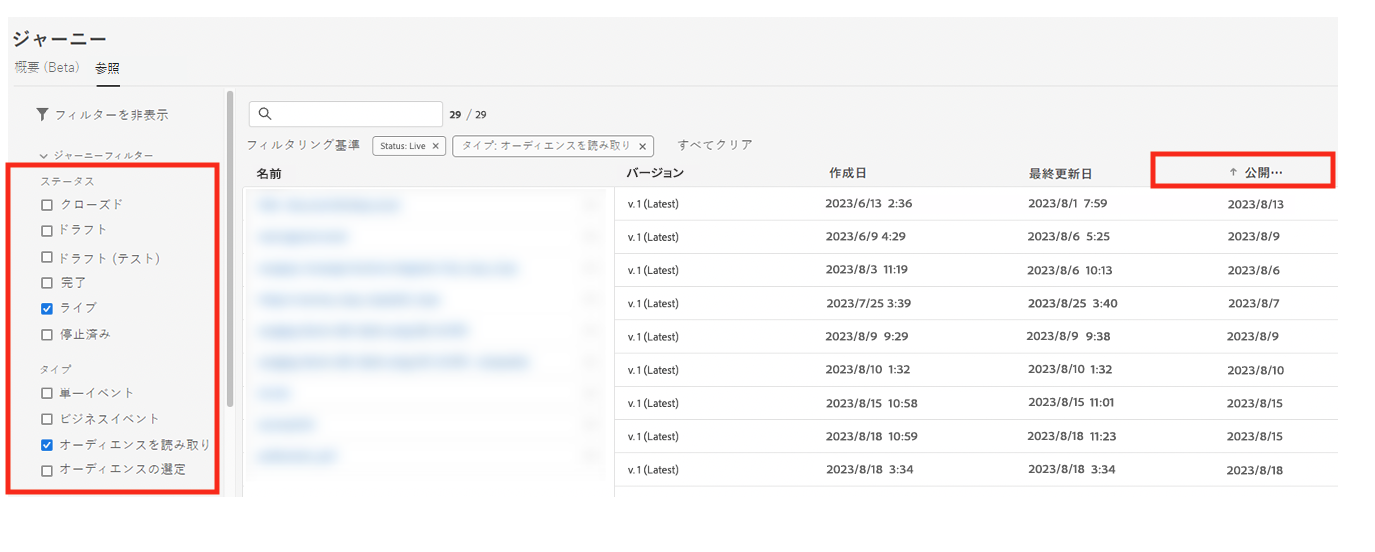 ジャーニー
概要 (Beta) 参照
フィルターを非表示
29 / 29
フィルタリング基準 Status: Live × タイプ: オーディエンスを読み取り × すべてクリア
ジャーニーフィルター
ステータス
クローズド
ドラフト
ドラフト (テスト)
完了
ライブ
停止済み
タイプ
単一イベント
ビジネスイベント
オーディエンスを読み取り
オーディエンスの選定
名前 バージョン 作成日 最終更新日 ↑ 公開…
v.1 (Latest) 2023/6/13 2:36 2023/8/1 7:59 2023/8/13
v.1 (Latest) 2023/6/9 4:29 2023/8/6 5:25 2023/8/9
v.1 (Latest) 2023/8/3 11:19 2023/8/6 10:13 2023/8/6
v.1 (Latest) 2023/7/25 3:39 2023/8/25 3:40 2023/8/7
v.1 (Latest) 2023/8/9 9:29 2023/8/9 9:38 2023/8/9
v.1 (Latest) 2023/8/10 1:32 2023/8/10 1:32 2023/8/10
v.1 (Latest) 2023/8/15 10:58 2023/8/15 11:01 2023/8/15
v.1 (Latest) 2023/8/18 10:59 2023/8/18 11:23 2023/8/15
v.1 (Latest) 2023/8/18 3:34 2023/8/18 3:34 2023/8/18